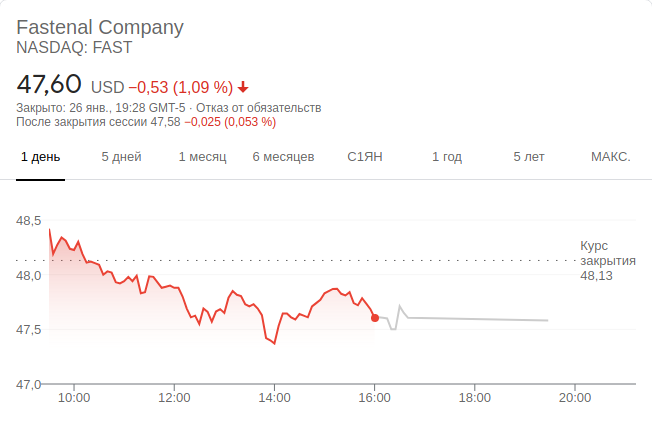 Fastenal Company
NASDAQ: FAST
47,60 USD −0,53 (1,09 %)
Закрыто: 26 янв., 19:28 GMT-5 · Отказ от обязательств
После закрытия сессии 47,58 −0,025 (0,053 %)
1 день 5 дней 1 месяц 6 месяцев С1ЯН 1 год 5 лет МАКС.
48,5
Курс
закрытия
48,13
48,0
47,5
47,0
10:00 12:00 14:00 16:00 18:00 20:00